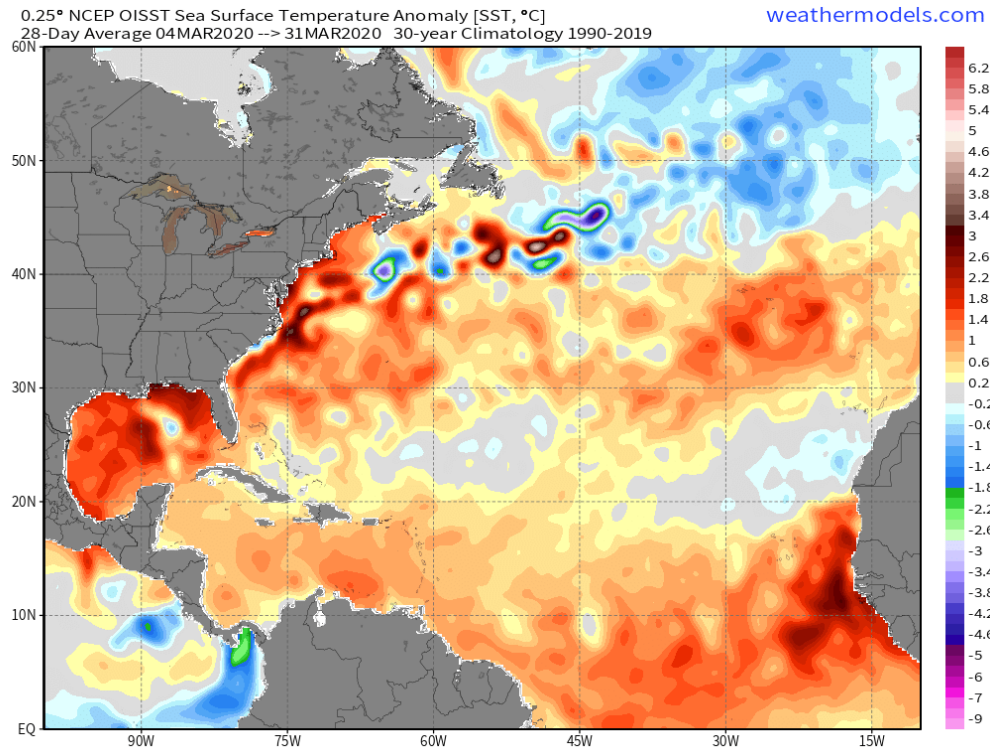 0.25° NCEP OISST Sea Surface Temperature Anomaly [SST, °C]
weathermodels.com
28-Day Average 04MAR2020 --> 31MAR2020 30-year Climatology 1990-2019
60N
50N
40N
30N
20N
10N
EQ
90W
75W
60W
45W
30W
15W
6.2
5.8
5.4
5
4.6
4.2
3.8
3.4
3
2.6
2.2
1.8
1.4
1
0.6
0.2
-0.2
-0.6
-1
-1.4
-1.8
-2.2
-2.6
-3
-3.4
-3.8
-4.2
-4.6
-5
-6
-7
-9